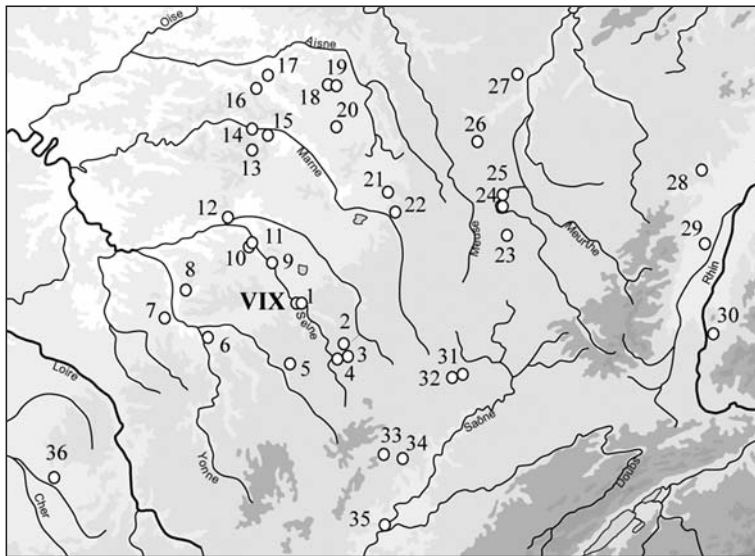 Oise
Aisne
17
19
16
18
27
20
14
15
26
13
Marne
28
21
25
24
22
12
Meuse
Meurthe
23
29
11
10
9
Rhin
8
VIX
1
7
Seine
30
6
2
3
4
5
31
32
Loire
Saône
33
34
36
Yonne
Doubs
Cher
35